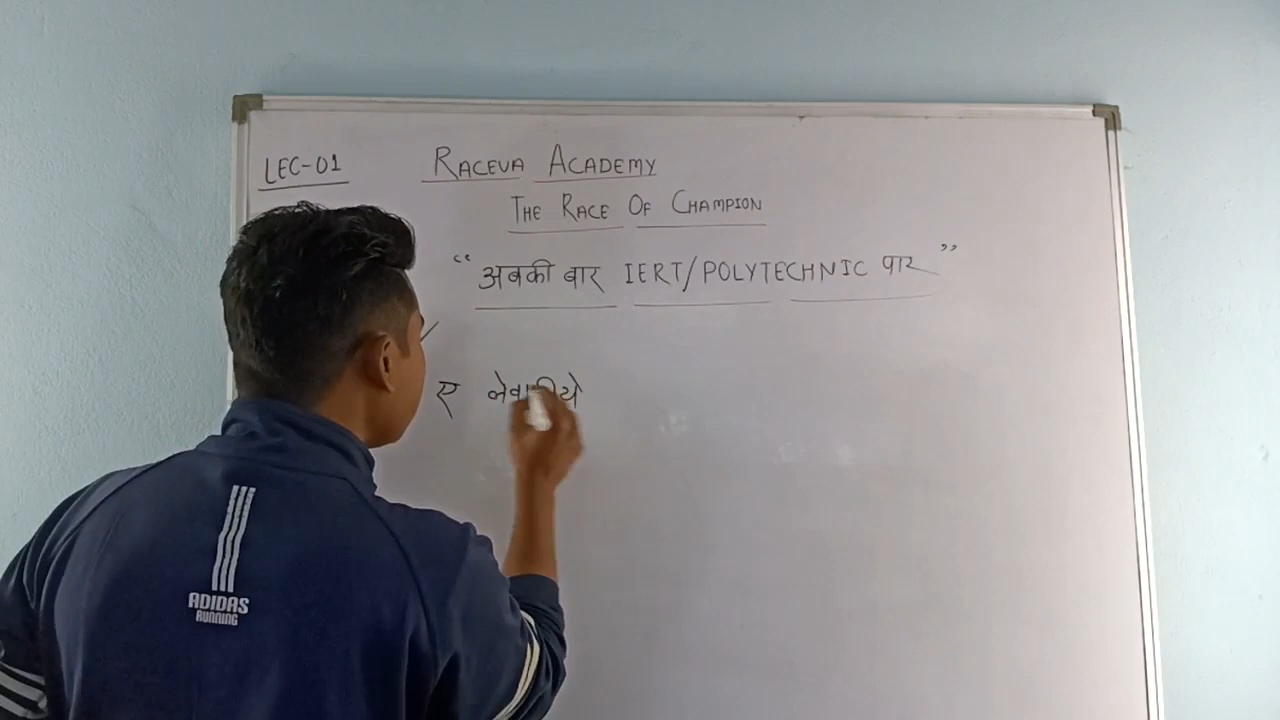 LEC-01
RACEVA ACADEMY
THE RACE OF CHAMPION
“अबकी बार IERT/POLYTECHNIC पार”
ए
ADIDAS
RUNNING